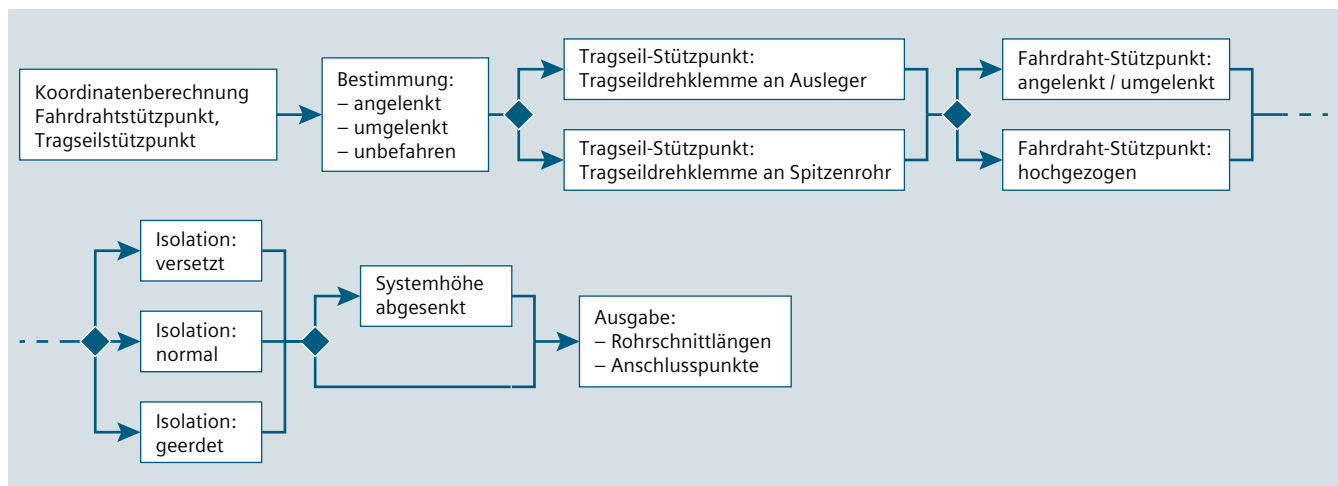 Koordinatenberechnung
Fahrdrahtstützpunkt,
Tragseilstützpunkt
Bestimmung:
– angelenkt
– umgelenkt
– unbefahren
Tragseil-Stützpunkt:
Tragseildrehklemme an Ausleger
Tragseil-Stützpunkt:
Tragseildrehklemme an Spitzenrohr
Fahrdraht-Stützpunkt:
angelenkt / umgelenkt
Fahrdraht-Stützpunkt:
hochgezogen
Isolation:
versetzt
Isolation:
normal
Isolation:
geerdet
Systemhöhe
abgesenkt
Ausgabe:
– Rohrschnittlängen
– Anschlusspunkte